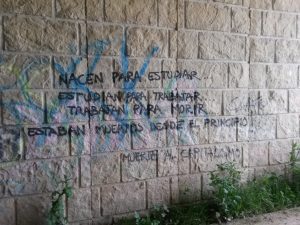 NACEN PARA ESTUDIAR
ESTUDIAN PARA TRABAJAR
TRABAJAN PARA MORIR
ESTABAN MUERTOS DESDE EL PRINCIPIO
MUERTE AL CAPITALISMO